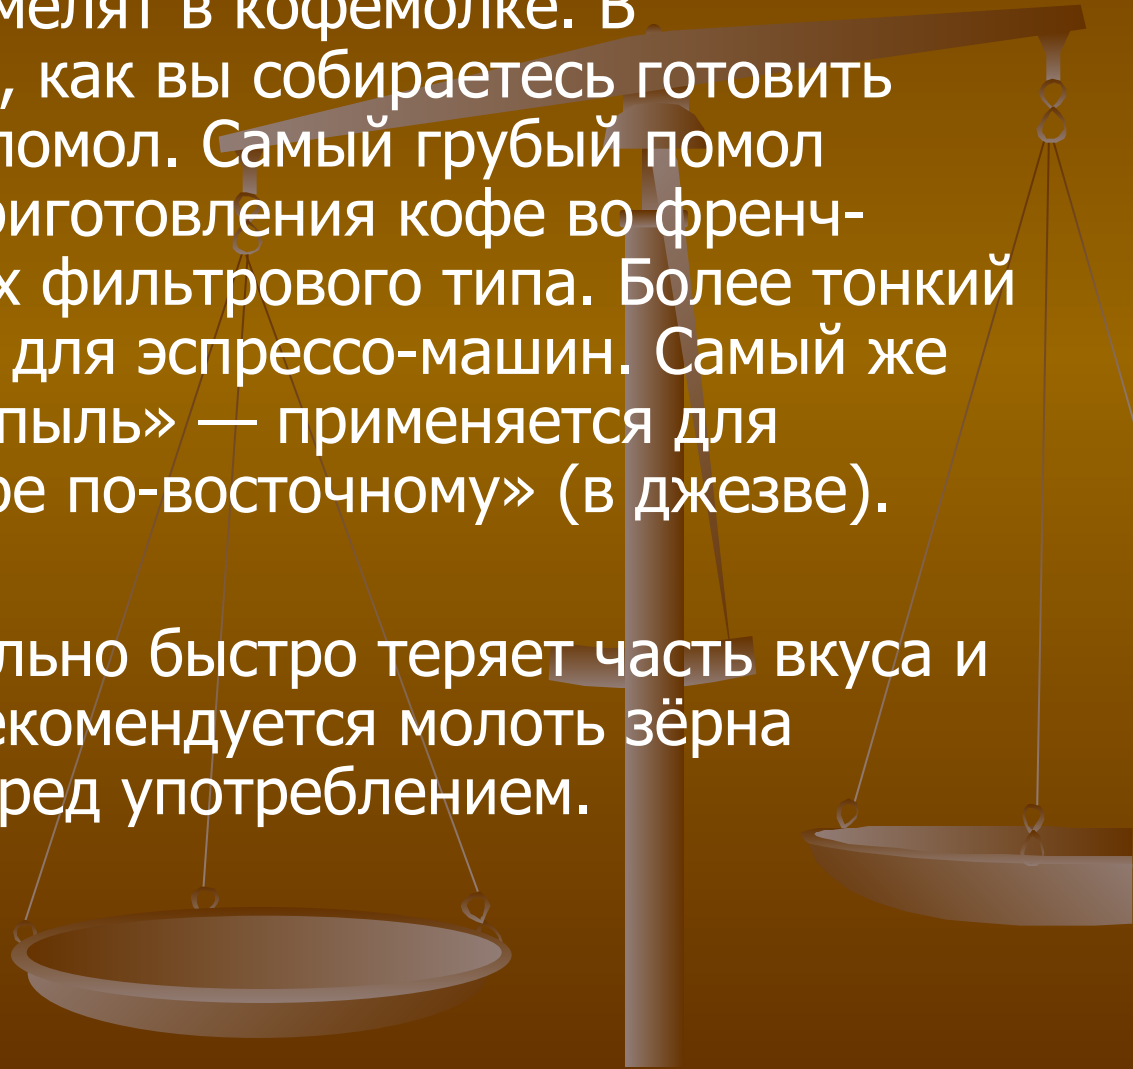 мелят в кофемолке. В
, как вы собираетесь готовить
помол. Самый грубый помол
риготовления кофе во френч-
х фильтрового типа. Более тонкий
для эспрессо-машин. Самый же
пыль» — применяется для
фе по-восточному» (в джезве).
льно быстро теряет часть вкуса и
екомендуется молоть зёрна
ред употреблением.